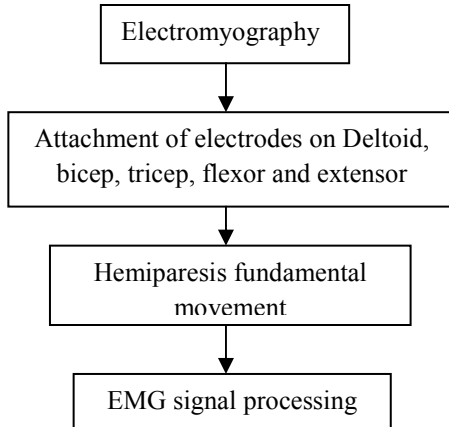 Electromyography
Attachment of electrodes on Deltoid,
bicep, tricep, flexor and extensor
Hemiparesis fundamental
movement
EMG signal processing